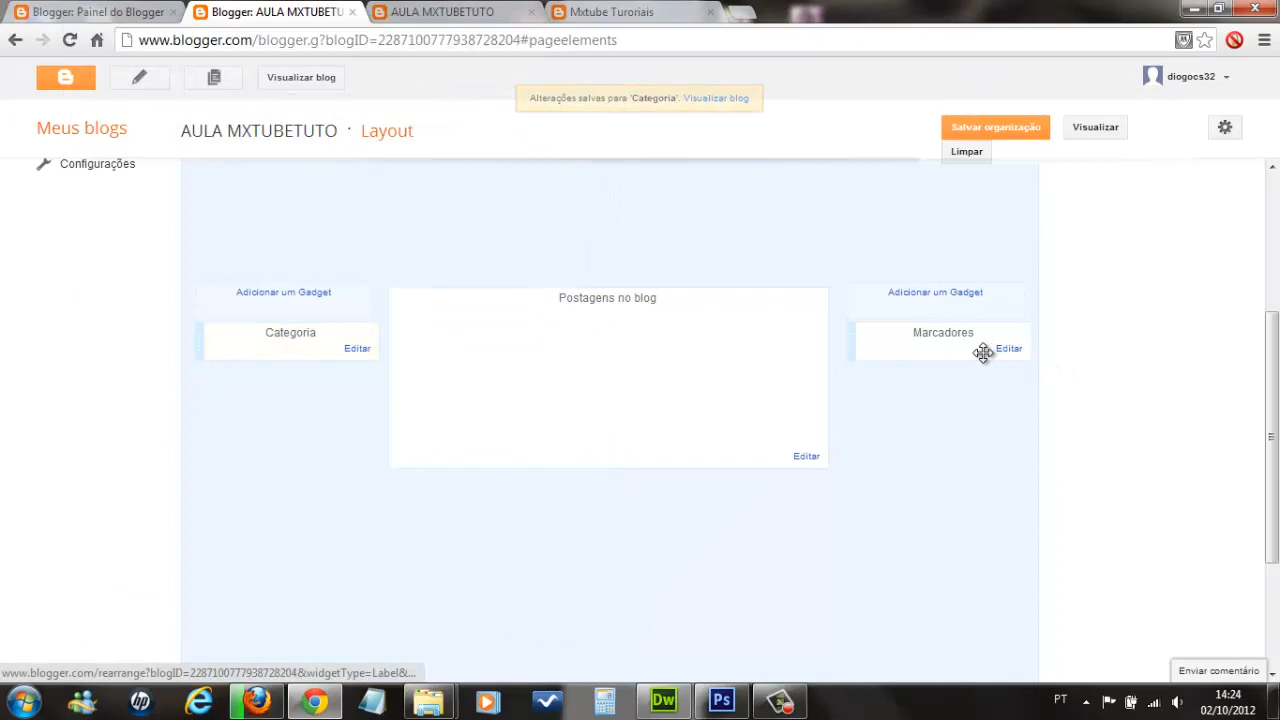 Blogger: Painel do Blogger
Blogger: AULA MXTUBETU
AULA MXTUBETUTO
Mxtube Turoriais
www.blogger.com/blogger.g?blogID=2287100777938728204#pageelements
Visualizar blog
diogocs32
Alterações salvas para 'Categoria'. Visualizar blog
Meus blogs
AULA MXTUBETUTO · Layout
Salvar organização
Visualizar
Limpar
Configurações
Adicionar um Gadget
Postagens no blog
Adicionar um Gadget
Categoria
Marcadores
Editar
Editar
Editar
www.blogger.com/rearrange?blogID=2287100777938728204&widgetType=Label&...
Enviar comentário
hp
Dw
Ps
PT
14:24
02/10/2012